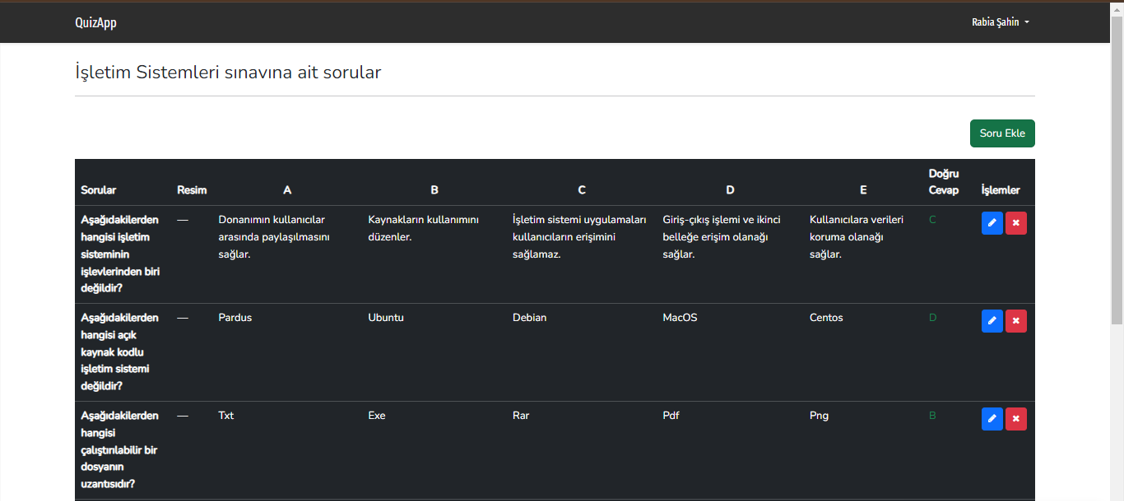 QuizApp
Rabia Şahin
İşletim Sistemleri sınavına ait sorular
Soru Ekle
Sorular Resim A B C D E Doğru Cevap İşlemler
Aşağıdakilerden hangisi işletim sisteminin işlevlerinden biri değildir?
—
Donanımın kullanıcılar arasında paylaşılmasını sağlar.
Kaynakların kullanımını düzenler.
İşletim sistemi uygulamaları kullanıcıların erişimini sağlamaz.
Giriş-çıkış işlemi ve ikinci belleğe erişim olanağı sağlar.
Kullanıcılara verileri koruma olanağı sağlar.
C
Aşağıdakilerden hangisi açık kaynak kodlu işletim sistemi değildir?
—
Pardus
Ubuntu
Debian
MacOS
Centos
D
Aşağıdakilerden hangisi çalıştırılabilir bir dosyanın uzantısıdır?
—
Txt
Exe
Rar
Pdf
Png
B